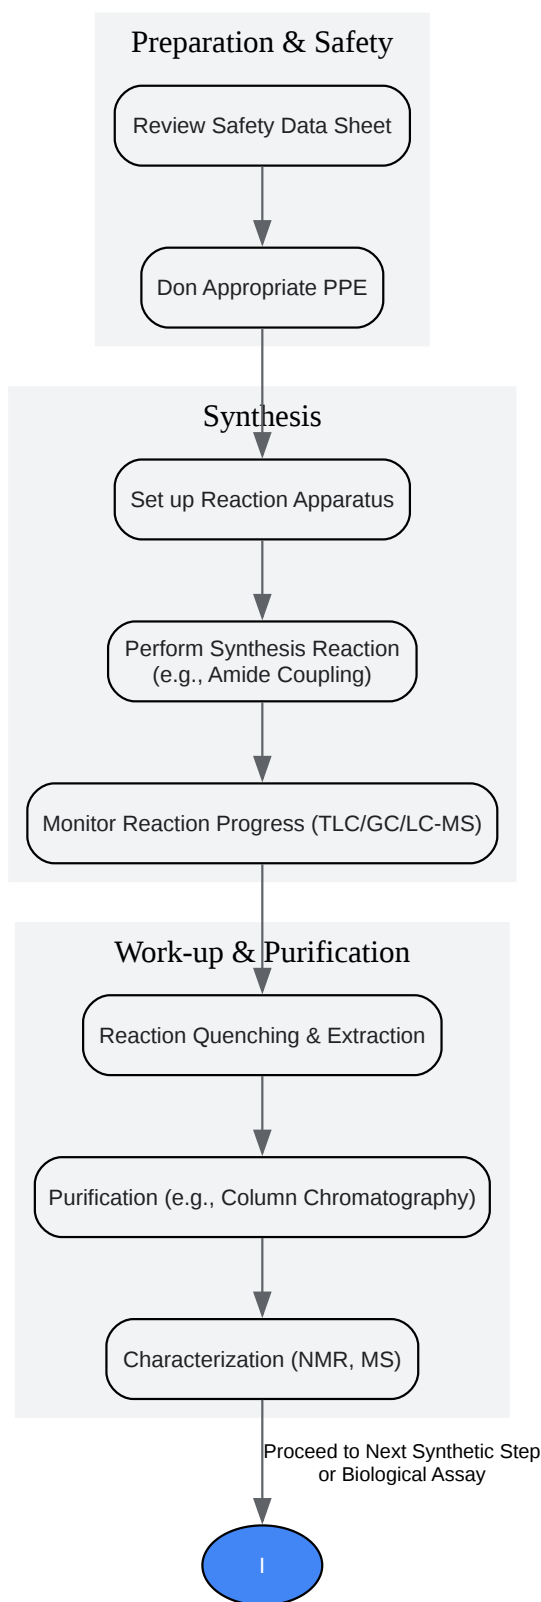 Preparation & Safety
Review Safety Data Sheet
Don Appropriate PPE
Synthesis
Set up Reaction Apparatus
Perform Synthesis Reaction
(e.g., Amide Coupling)
Monitor Reaction Progress (TLC/GC/LC-MS)
Work-up & Purification
Reaction Quenching & Extraction
Purification (e.g., Column Chromatography)
Characterization (NMR, MS)
Proceed to Next Synthetic Step
or Biological Assay
I